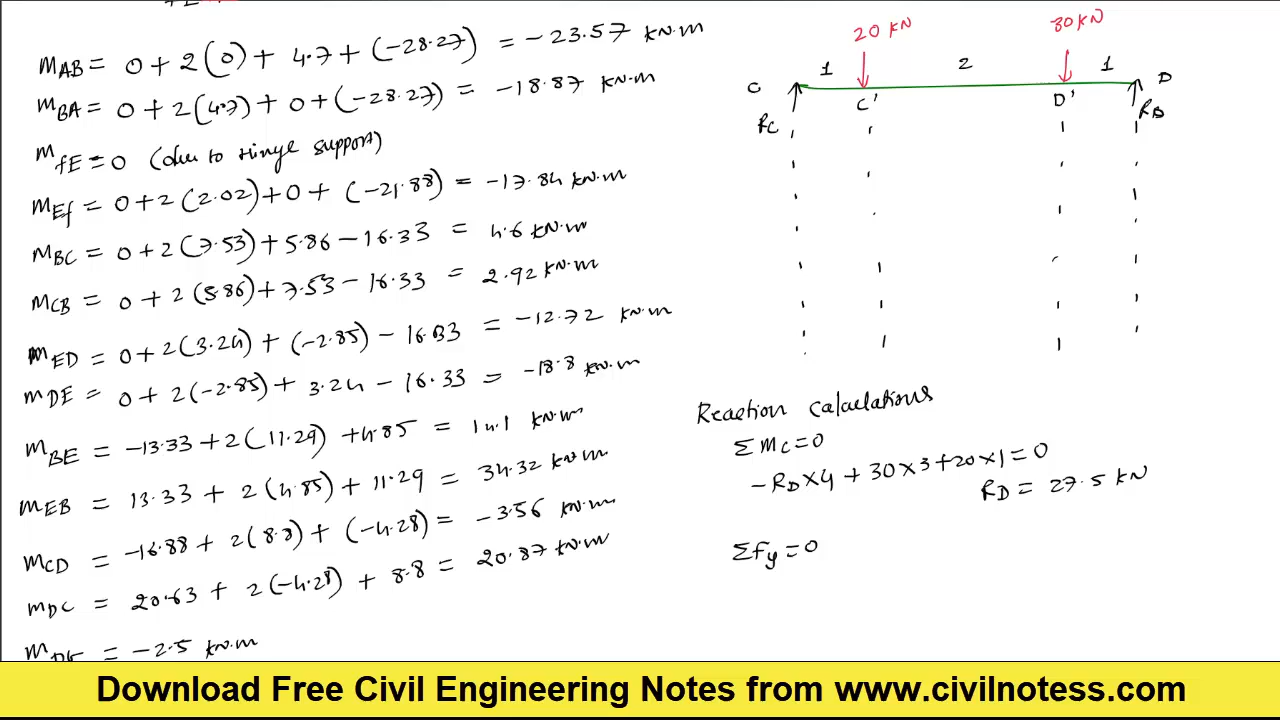 MAB = 0 + 2(0) + 4.7 + (-28.27) = -23.57 kN.m
MBA = 0 + 2(4.7) + 0 + (-28.27) = -18.87 kN.m
MfE = 0 (due to Hinge support)
MEf = 0 + 2(2.02) + 0 + (-21.88) = -17.84 kN.m
MBC = 0 + 2(7.53) + 5.86 - 16.33 = 4.6 kN.m
MCB = 0 + 2(5.86) + 7.53 - 16.33 = 2.92 kN.m
MED = 0 + 2(3.24) + (-2.85) - 16.33 = -12.72 kN.m
MDE = 0 + 2(-2.85) + 3.24 - 16.33 = -18.8 kN.m
MBE = -13.33 + 2(11.29) + 4.85 = 14.1 kN.m
MEB = 13.33 + 2(4.85) + 11.29 = 34.32 kN.m
MCD = -16.88 + 2(8.8) + (-4.28) = -3.56 kN.m
MDC = 20.63 + 2(-4.28) + 8.8 = 20.87 kN.m
= -2.5 kN.m
20 kN 30 kN
1 2 1
C C' D' D
RC RD
Reaction calculations
ΣMC = 0
-RD×4 + 30×3 + 20×1 = 0
RD = 27.5 kN
Σfy = 0
Download Free Civil Engineering Notes from www.civilnotess.com